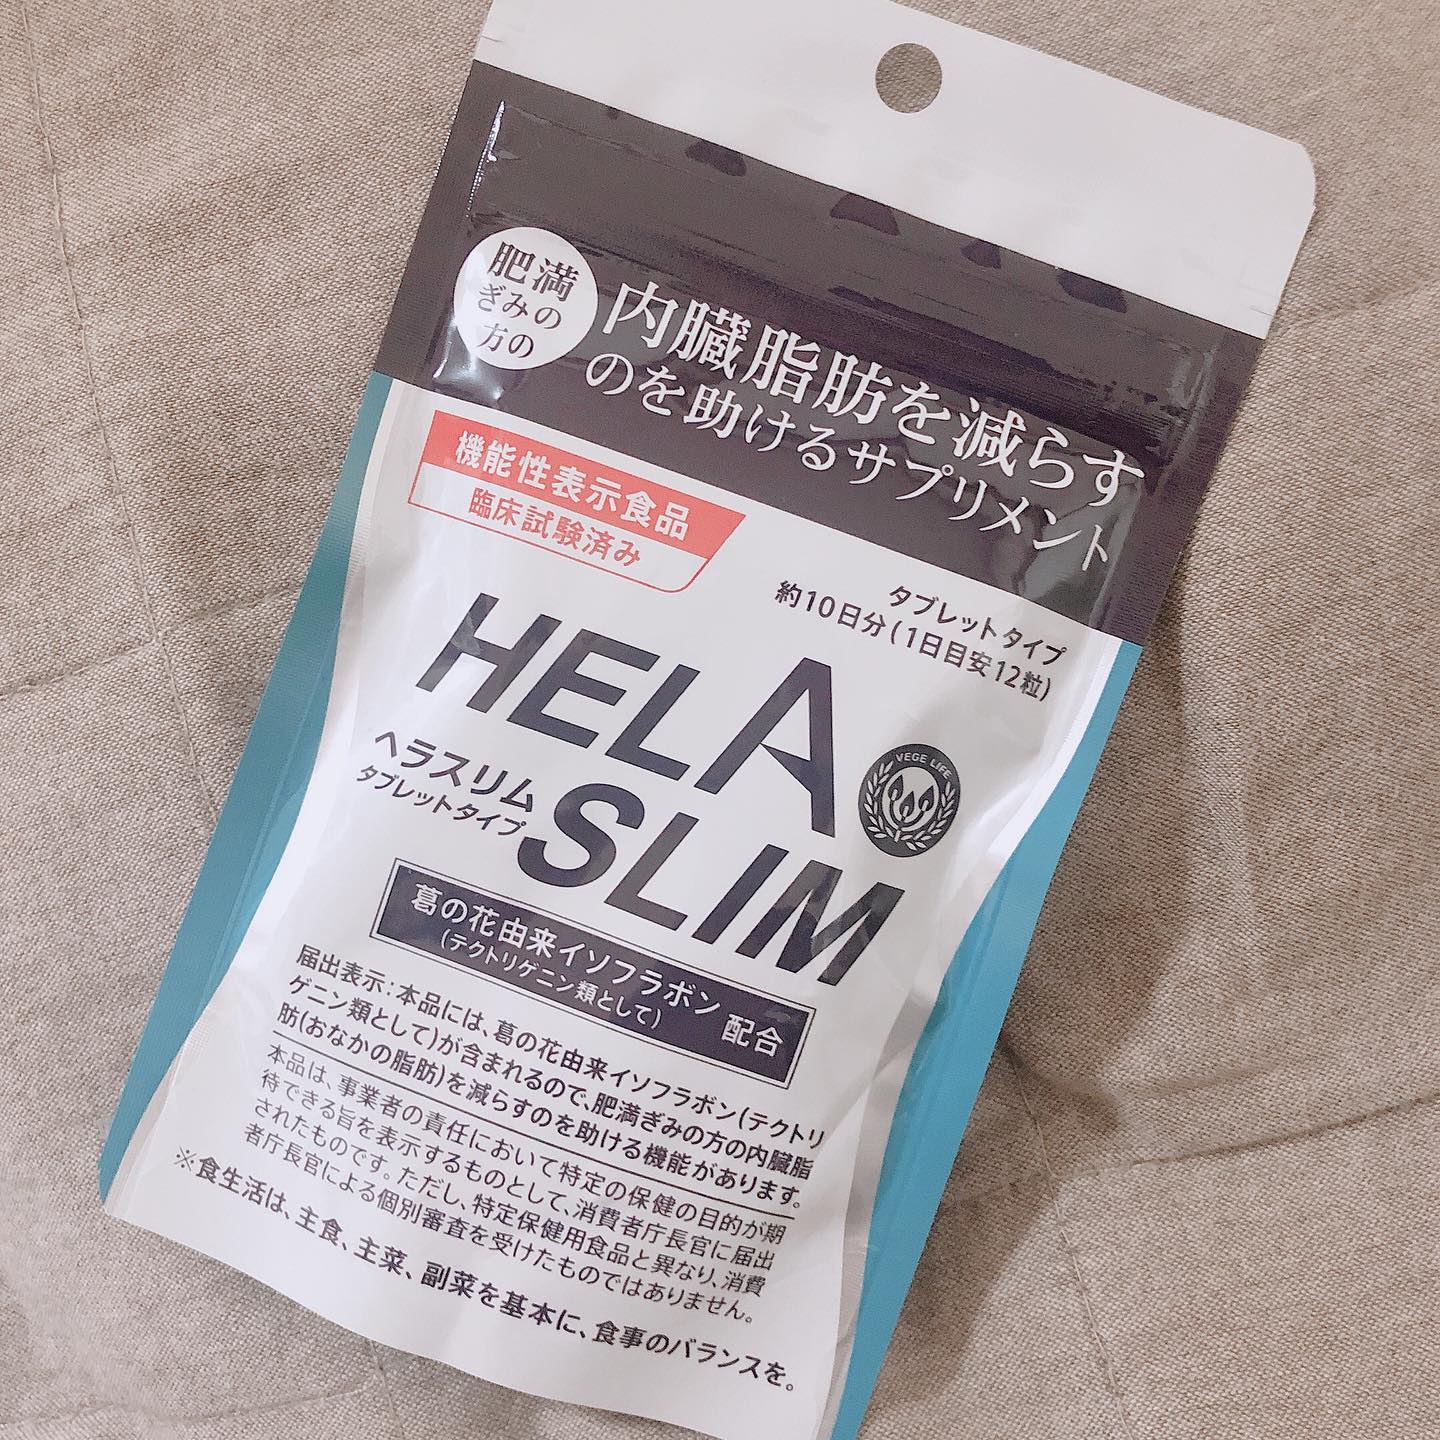 肥満
ぎみの
方の
内臓脂肪を減らす
のを助けるサプリメント
機能性表示食品
臨床試験済み
タブレットタイプ
約10日分(1日目安12粒)
HELA
SLIM
ヘラスリム
タブレットタイプ
VEGE LIFE
葛の花由来イソフラボン
(テクトリゲニン類として)
配合
届出表示:本品には、葛の花由来イソフラボン(テクトリ
ゲニン類として)が含まれるので、肥満ぎみの方の内臓脂
肪(おなかの脂肪)を減らすのを助ける機能があります。
本品は、事業者の責任において特定の保健の目的が期
待できる旨を表示するものとして、消費者庁長官に届出
されたものです。ただし、特定保健用食品と異なり、消費
者庁長官による個別審査を受けたものではありません。
※食生活は、主食、主菜、副菜を基本に、食事のバランスを。